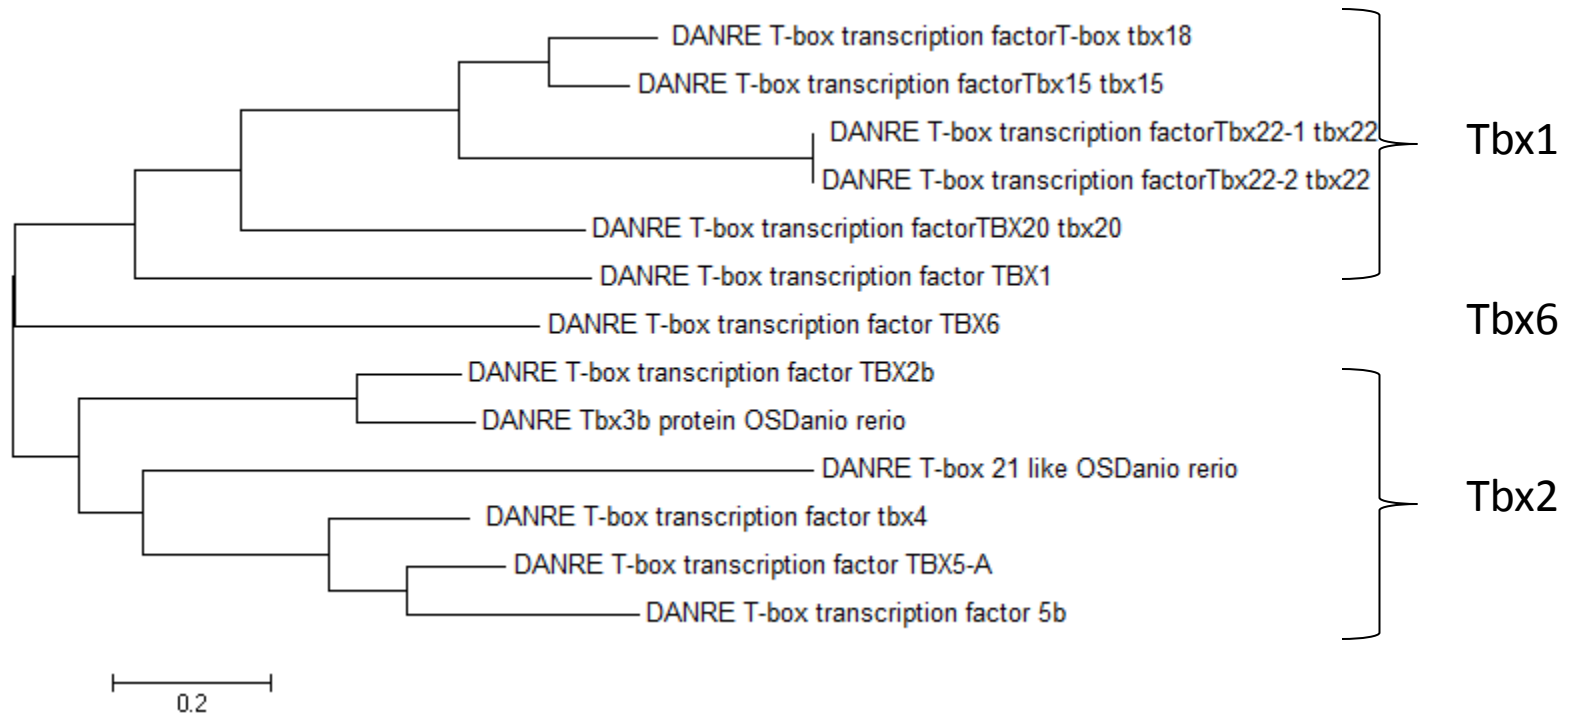 DANRE T-box transcription factorT-box tbx18
DANRE T-box transcription factorTbx15 tbx15
DANRE T-box transcription factorTbx22-1 tbx22
Tbx1
DANRE T-box transcription factorTbx22-2 tbx22
DANRE T-box transcription factorTBX20 tbx20
DANRE T-box transcription factor TBX1
DANRE T-box transcription factor TBX6
Tbx6
DANRE T-box transcription factor TBX2b
DANRE Tbx3b protein OSDanio rerio
DANRE T-box 21 like OSDanio rerio
Tbx2
DANRE T-box transcription factor tbx4
DANRE T-box transcription factor TBX5-A
DANRE T-box transcription factor 5b
0.2